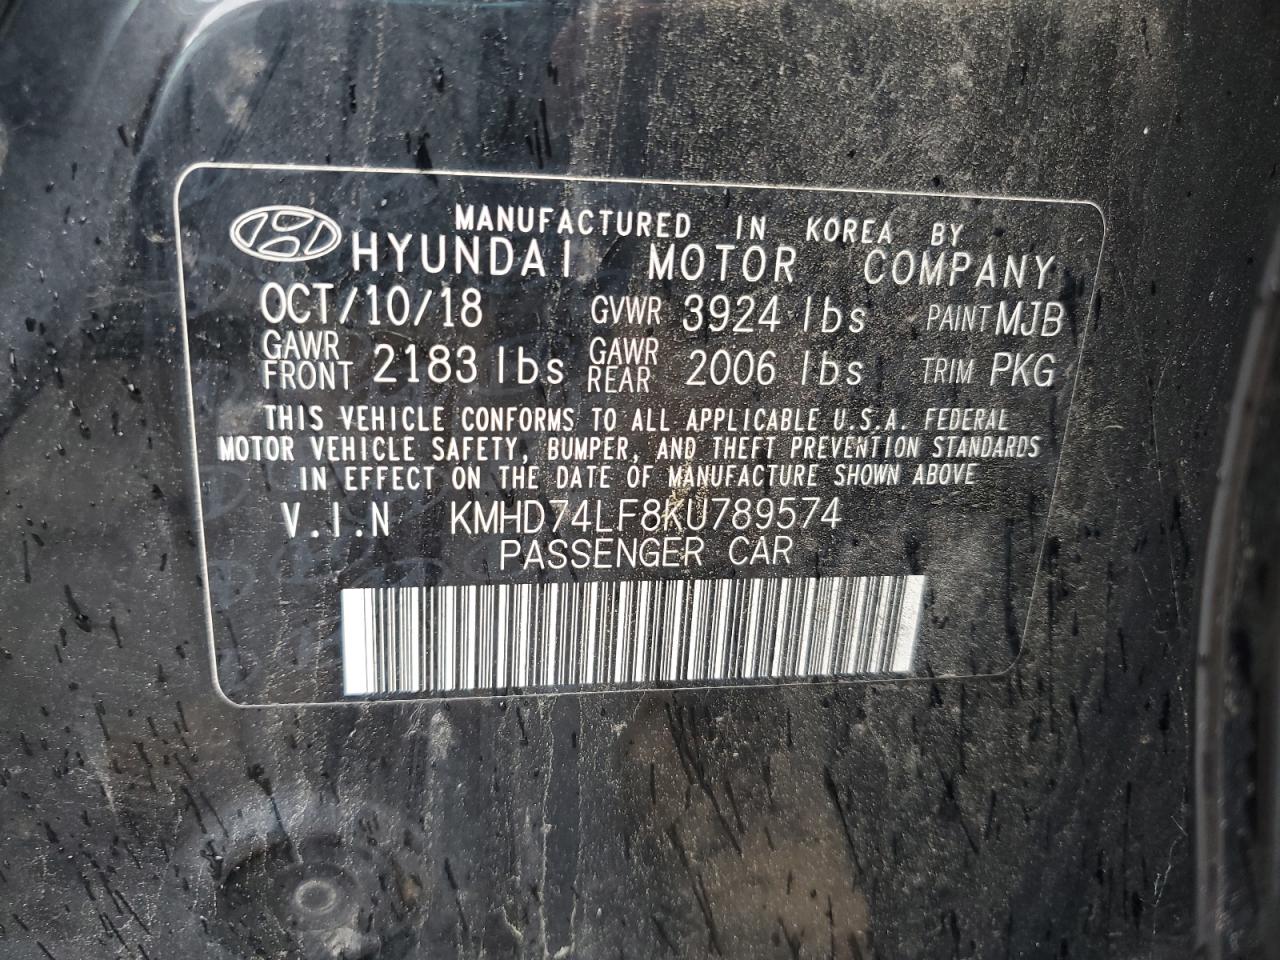 MANUFACTURED IN KOREA BY
HYUNDAI MOTOR COMPANY
OCT/10/18 GVWR 3924 lbs PAINT MJB
GAWR FRONT 2183 lbs GAWR REAR 2006 lbs TRIM PKG
THIS VEHICLE CONFORMS TO ALL APPLICABLE U.S.A. FEDERAL
MOTOR VEHICLE SAFETY, BUMPER, AND THEFT PREVENTION STANDARDS
IN EFFECT ON THE DATE OF MANUFACTURE SHOWN ABOVE
V.I.N KMHD74LF8KU789574
PASSENGER CAR